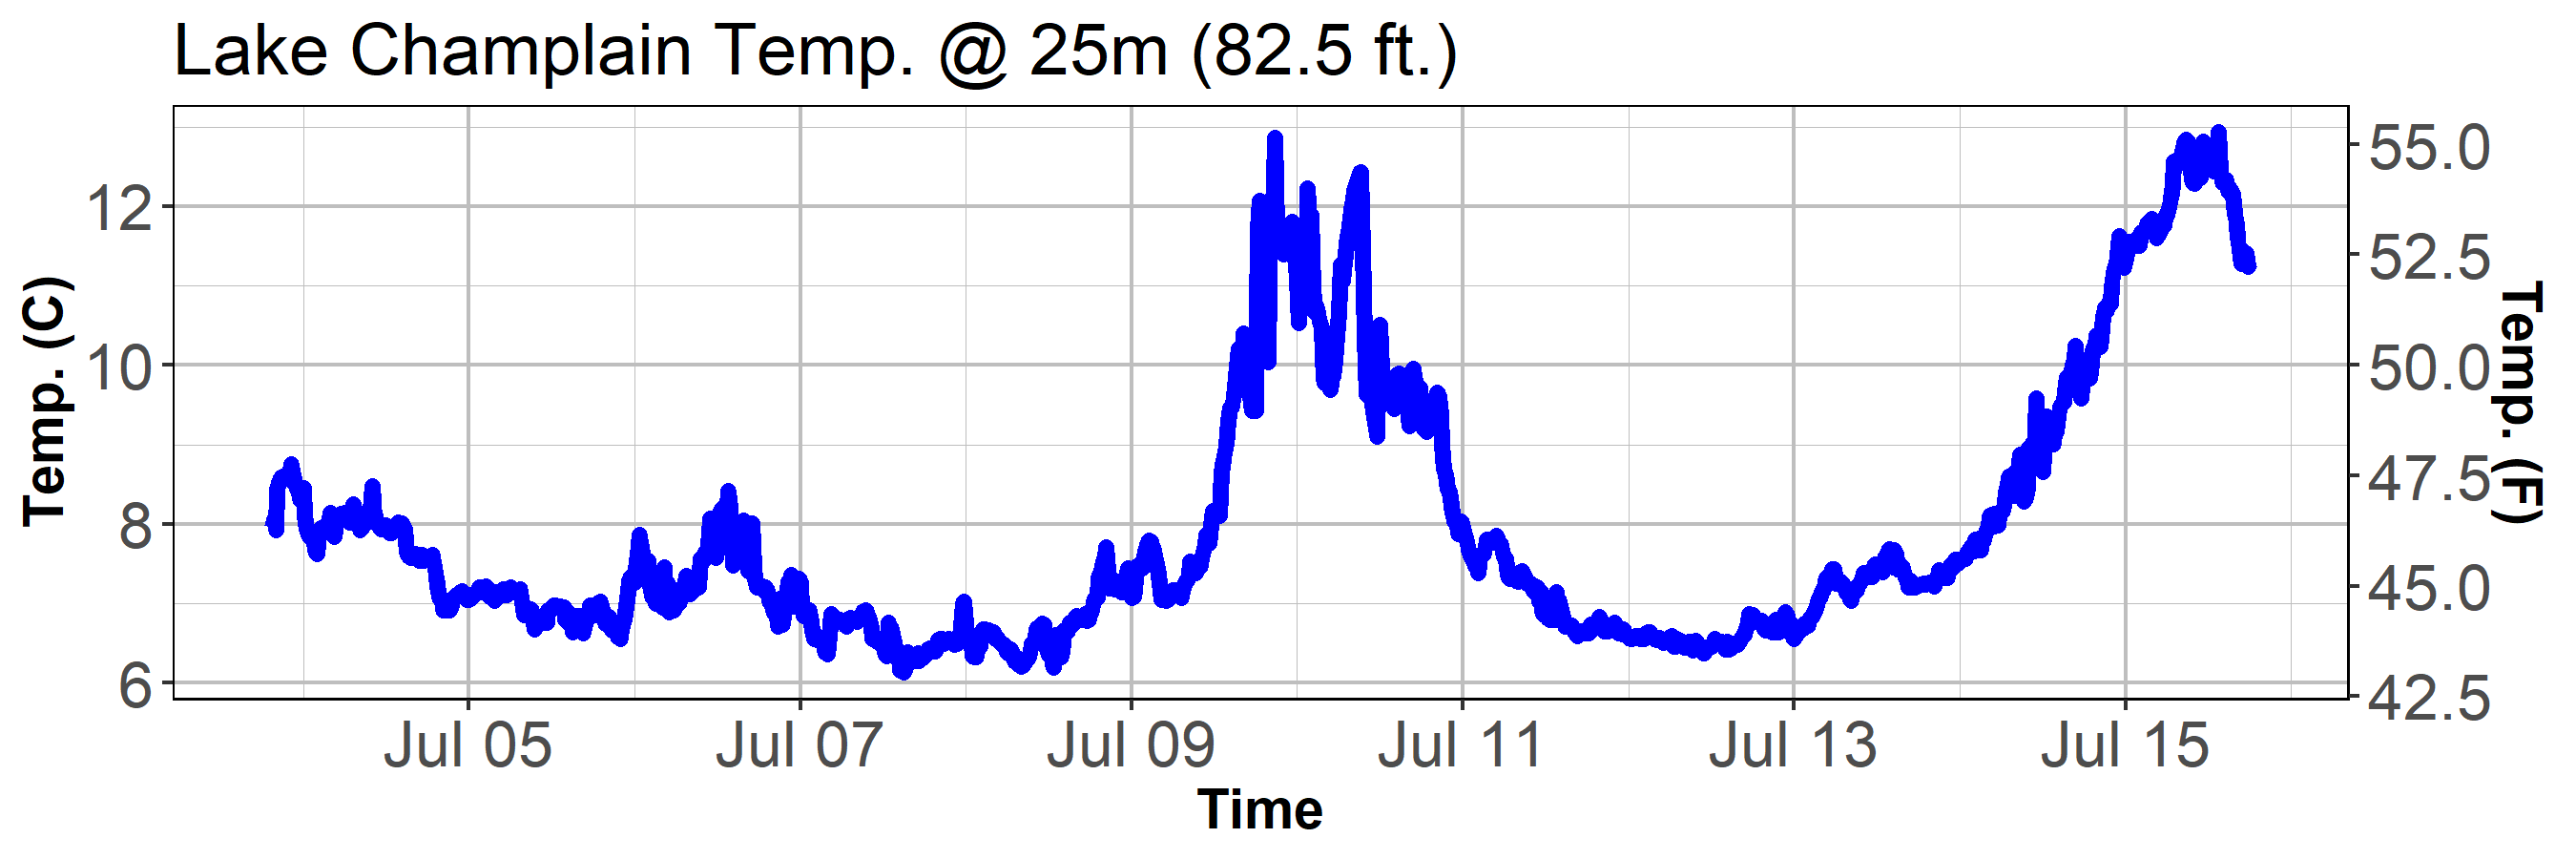 Lake Champlain Temp. @ 25m (82.5 ft.)
Temp. (C)
12
10
8
6
55.0
52.5
50.0
47.5
45.0
42.5
Temp. (F)
Jul 05 Jul 07 Jul 09 Jul 11 Jul 13 Jul 15
Time